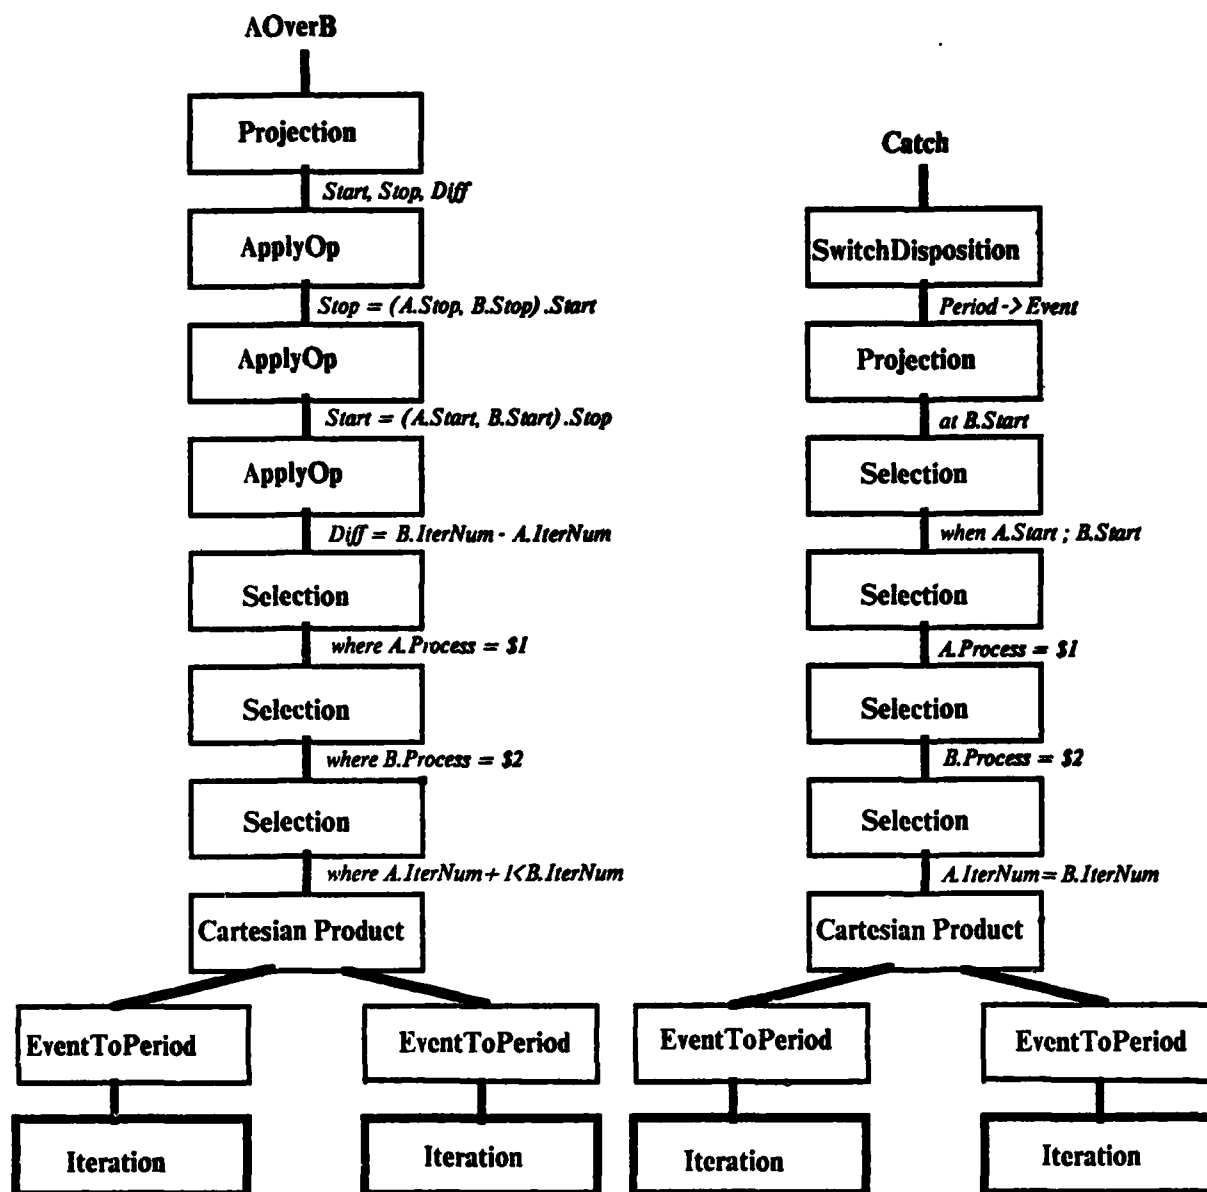 AOverB
Projection
Start, Stop, Diff
ApplyOp
Stop = (A.Stop, B.Stop).Start
ApplyOp
Start = (A.Start, B.Start).Stop
ApplyOp
Diff = B.IterNum - A.IterNum
Selection
where A.Process = $1
Selection
where B.Process = $2
Selection
where A.IterNum+1<B.IterNum
Cartesian Product
EventToPeriod
EventToPeriod
Iteration
Iteration
Catch
SwitchDisposition
Period->Event
Projection
at B.Start
Selection
when A.Start ; B.Start
Selection
A.Process = $1
Selection
B.Process = $2
Selection
A.IterNum=B.IterNum
Cartesian Product
EventToPeriod
EventToPeriod
Iteration
Iteration